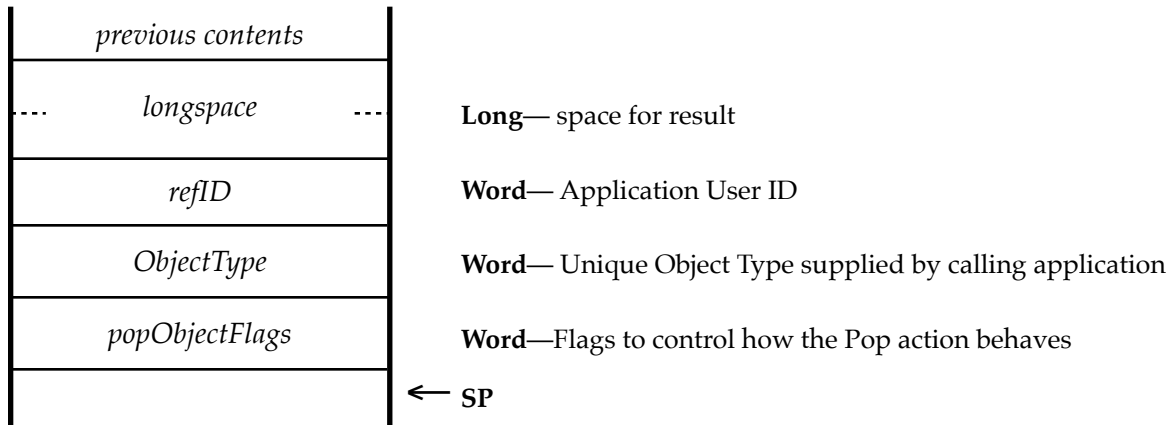 previous contents
longspace
Long— space for result
refID
Word— Application User ID
ObjectType
Word— Unique Object Type supplied by calling application
popObjectFlags
Word—Flags to control how the Pop action behaves
SP